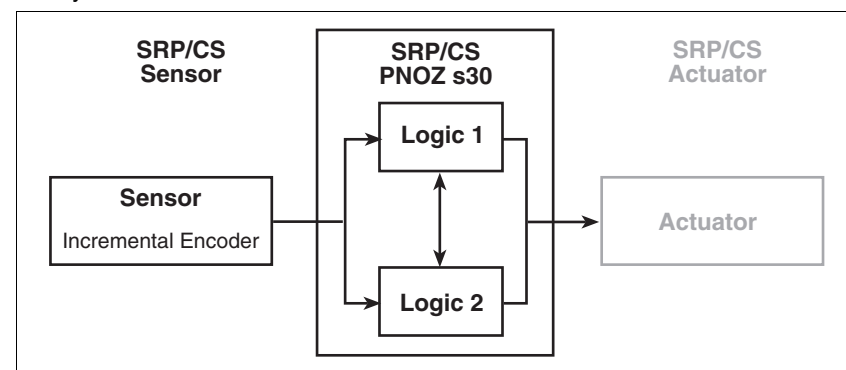 SRP/CS
Sensor
SRP/CS
PNOZ s30
SRP/CS
Actuator
Logic 1
Sensor
Incremental Encoder
Actuator
Logic 2